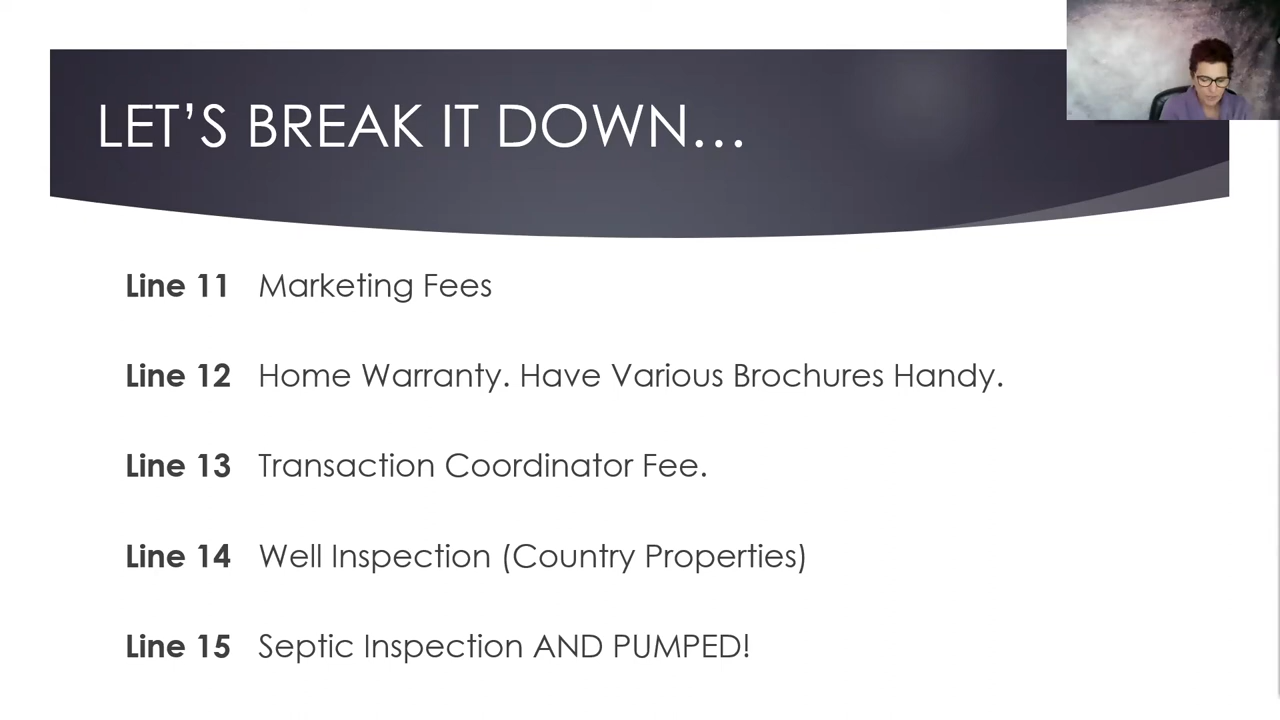 LET’S BREAK IT DOWN…
Line 11 Marketing Fees
Line 12 Home Warranty. Have Various Brochures Handy.
Line 13 Transaction Coordinator Fee.
Line 14 Well Inspection (Country Properties)
Line 15 Septic Inspection AND PUMPED!